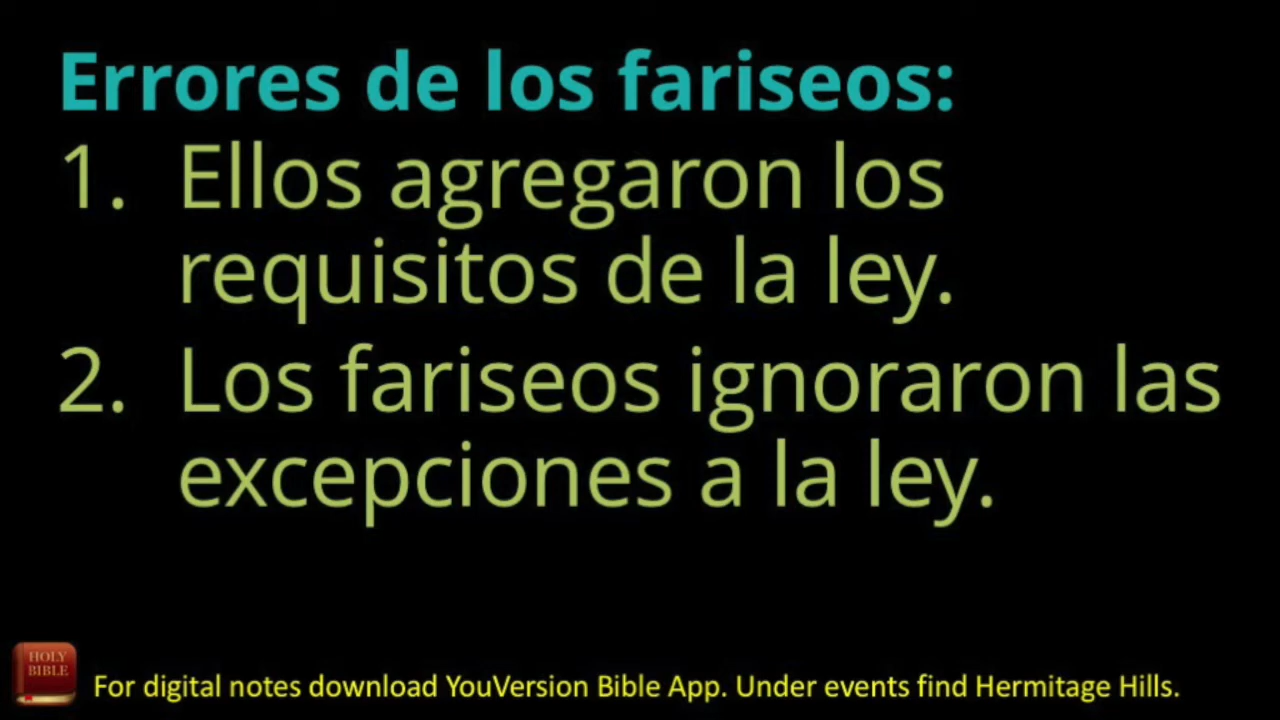 Errores de los fariseos:
1. Ellos agregaron los
requisitos de la ley.
2. Los fariseos ignoraron las
excepciones a la ley.
HOLY
BIBLE
For digital notes download YouVersion Bible App. Under events find Hermitage Hills.